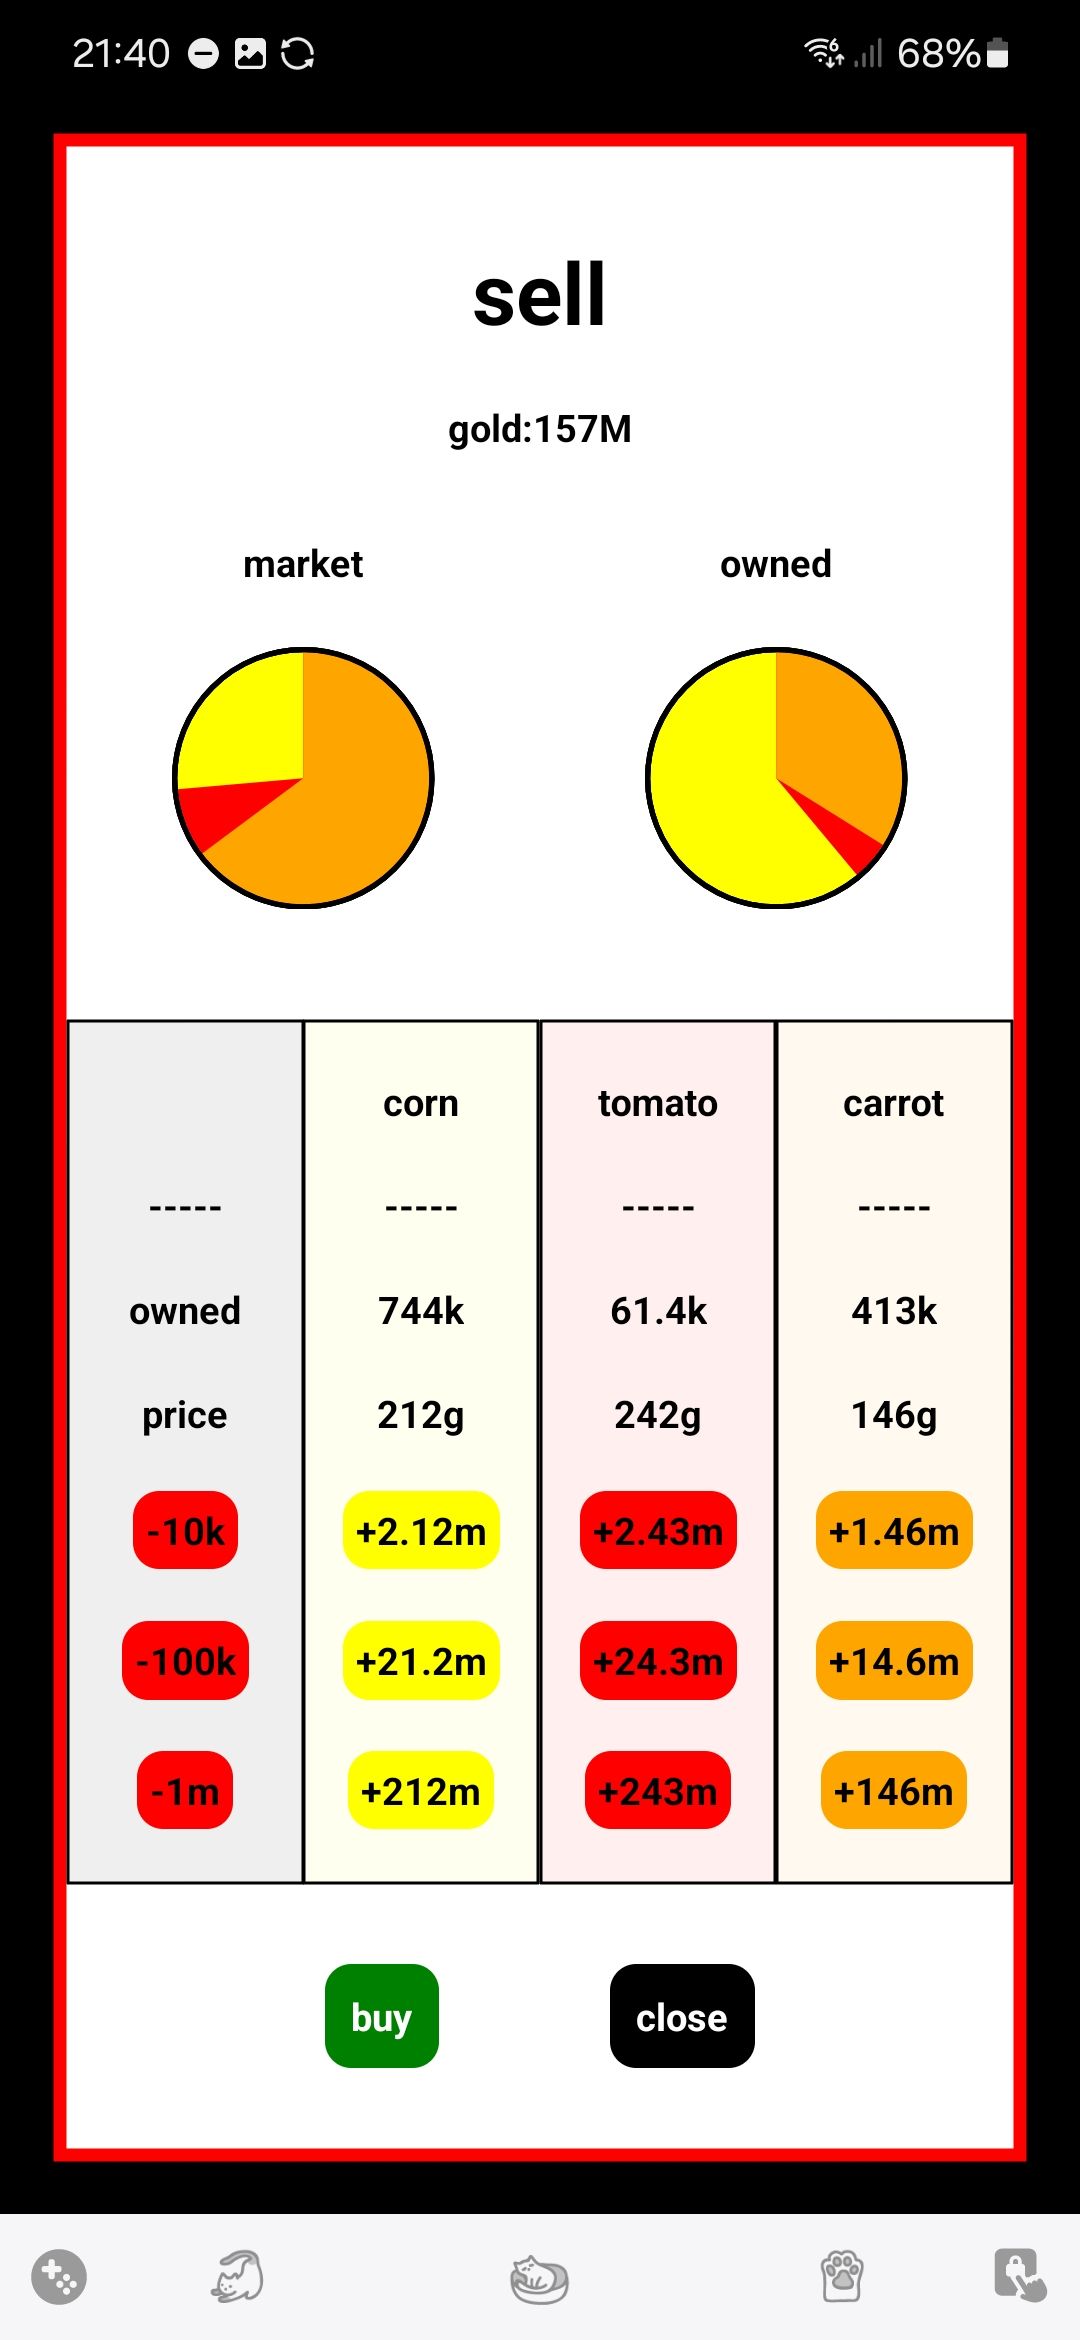 21:40 68%
sell
gold:157M
market owned
corn tomato carrot
----- ----- ----- -----
owned 744k 61.4k 413k
price 212g 242g 146g
-10k +2.12m +2.43m +1.46m
-100k +21.2m +24.3m +14.6m
-1m +212m +243m +146m
buy close